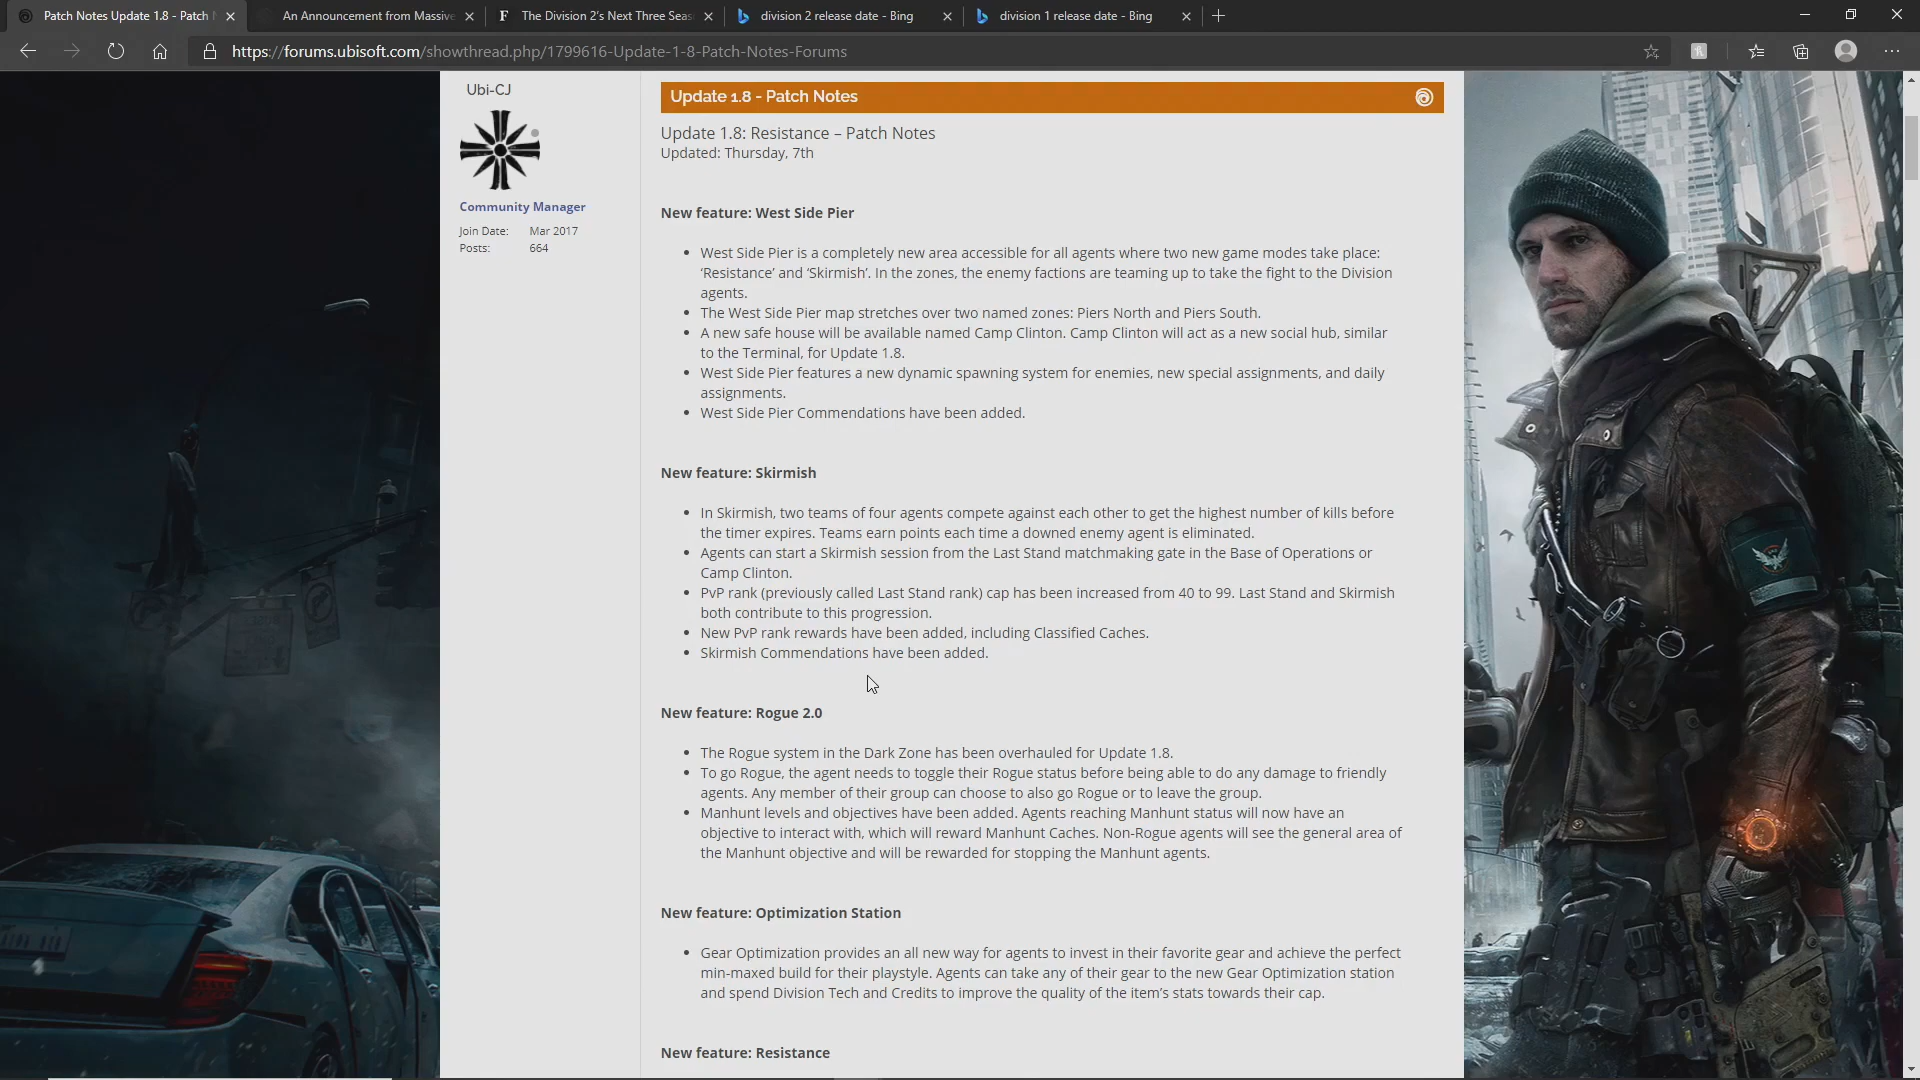 Patch Notes Update 1.8 - Patch N
An Announcement from Massive
The Division 2's Next Three Seas
division 2 release date - Bing
division 1 release date - Bing
https://forums.ubisoft.com/showthread.php/1799616-Update-1-8-Patch-Notes-Forums
Ubi-CJ
Community Manager
Join Date: Mar 2017
Posts: 664
Update 1.8 - Patch Notes
Update 1.8: Resistance – Patch Notes
Updated: Thursday, 7th
New feature: West Side Pier
• West Side Pier is a completely new area accessible for all agents where two new game modes take place:
‘Resistance’ and ‘Skirmish’. In the zones, the enemy factions are teaming up to take the fight to the Division
agents.
• The West Side Pier map stretches over two named zones: Piers North and Piers South.
• A new safe house will be available named Camp Clinton. Camp Clinton will act as a new social hub, similar
to the Terminal, for Update 1.8.
• West Side Pier features a new dynamic spawning system for enemies, new special assignments, and daily
assignments.
• West Side Pier Commendations have been added.
New feature: Skirmish
• In Skirmish, two teams of four agents compete against each other to get the highest number of kills before
the timer expires. Teams earn points each time a downed enemy agent is eliminated.
• Agents can start a Skirmish session from the Last Stand matchmaking gate in the Base of Operations or
Camp Clinton.
• PvP rank (previously called Last Stand rank) cap has been increased from 40 to 99. Last Stand and Skirmish
both contribute to this progression.
• New PvP rank rewards have been added, including Classified Caches.
• Skirmish Commendations have been added.
New feature: Rogue 2.0
• The Rogue system in the Dark Zone has been overhauled for Update 1.8.
• To go Rogue, the agent needs to toggle their Rogue status before being able to do any damage to friendly
agents. Any member of their group can choose to also go Rogue or to leave the group.
• Manhunt levels and objectives have been added. Agents reaching Manhunt status will now have an
objective to interact with, which will reward Manhunt Caches. Non-Rogue agents will see the general area of
the Manhunt objective and will be rewarded for stopping the Manhunt agents.
New feature: Optimization Station
• Gear Optimization provides an all new way for agents to invest in their favorite gear and achieve the perfect
min-maxed build for their playstyle. Agents can take any of their gear to the new Gear Optimization station
and spend Division Tech and Credits to improve the quality of the item’s stats towards their cap.
New feature: Resistance